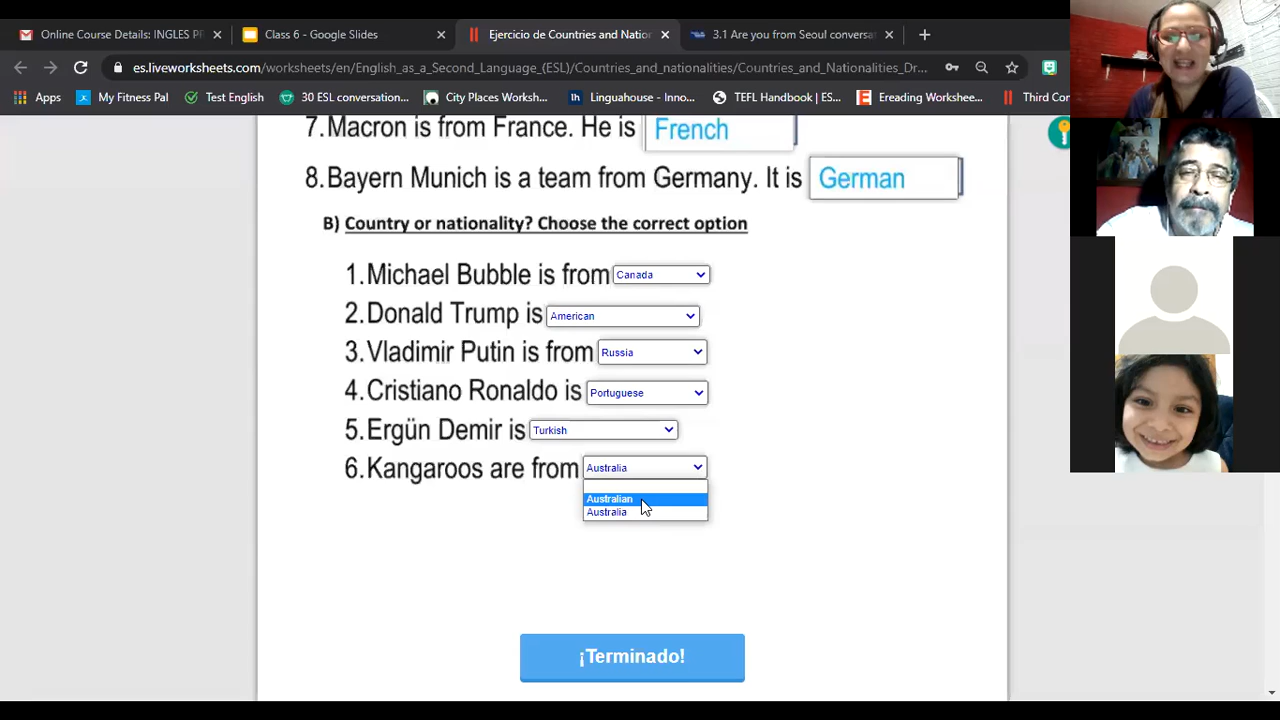 Online Course Details: INGLES PI
Class 6 - Google Slides
Ejercicio de Countries and Natior
3.1 Are you from Seoul conversat
es.liveworksheets.com/worksheets/en/English_as_a_Second_Language_(ESL)/Countries_and_nationalities/Countries_and_Nationalities_Dr...
Apps
My Fitness Pal
Test English
30 ESL conversation...
City Places Worksh...
Linguahouse - Inno...
TEFL Handbook | ES...
Ereading Workshee...
Third Con
7.Macron is from France. He is French
8.Bayern Munich is a team from Germany. It is German
B) Country or nationality? Choose the correct option
1.Michael Bubble is from Canada
2.Donald Trump is American
3.Vladimir Putin is from Russia
4.Cristiano Ronaldo is Portuguese
5.Ergün Demir is Turkish
6.Kangaroos are from Australia
Australian
Australia
¡Terminado!